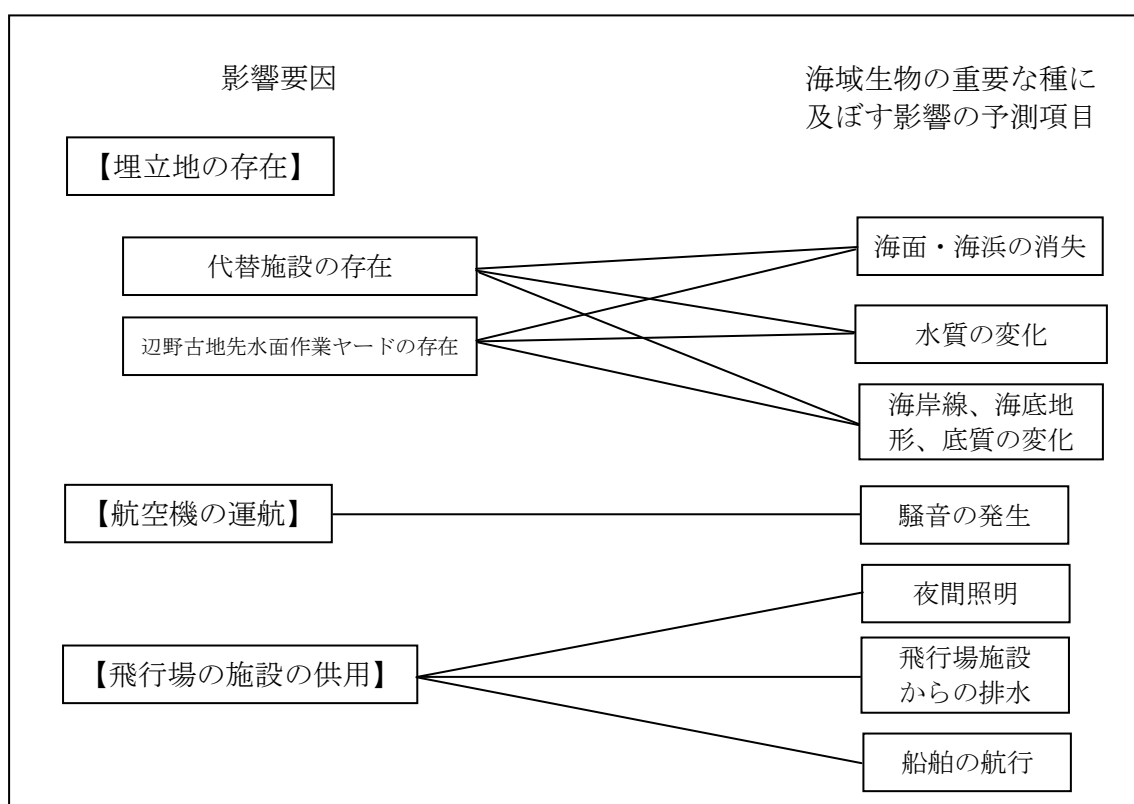 影響要因
海域生物の重要な種に
及ぼす影響の予測項目
【埋立地の存在】
代替施設の存在
辺野古地先水面作業ヤードの存在
海面・海浜の消失
水質の変化
海岸線、海底地
形、底質の変化
【航空機の運航】
騒音の発生
【飛行場の施設の供用】
夜間照明
飛行場施設
からの排水
船舶の航行